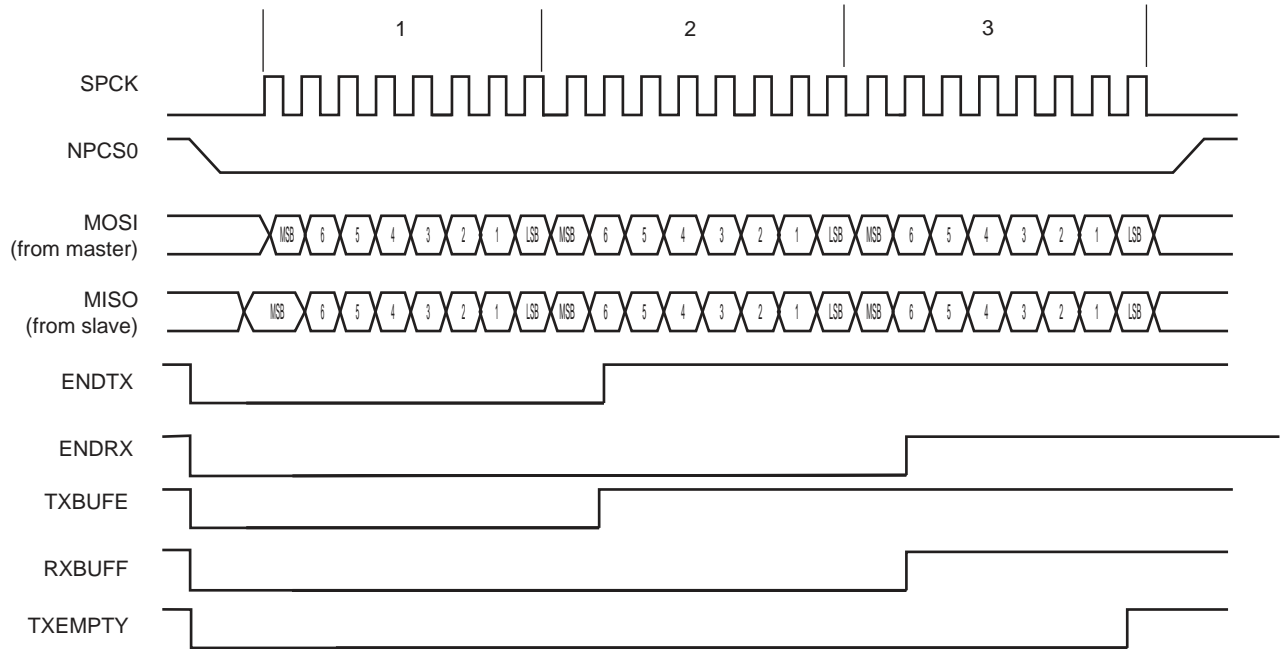 1 2 3
SPCK
NPCS0
MOSI
(from master)
MSB 6 5 4 3 2 1 LSB MSB 6 5 4 3 2 1 LSB MSB 6 5 4 3 2 1 LSB
MISO
(from slave)
MSB 6 5 4 3 2 1 LSB MSB 6 5 4 3 2 1 LSB MSB 6 5 4 3 2 1 LSB
ENDTX
ENDRX
TXBUFE
RXBUFF
TXEMPTY